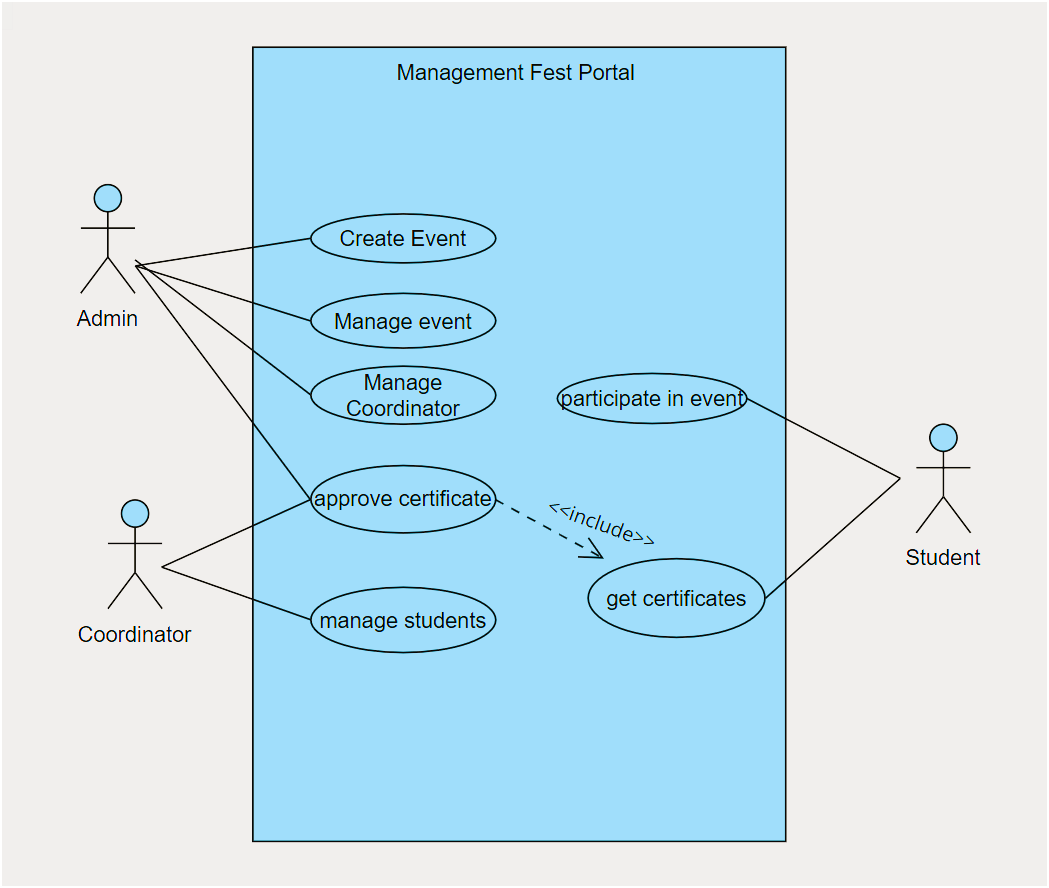 Management Fest Portal
Create Event
Admin
Manage event
Manage
Coordinator
participate in event
approve certificate
<<include>>
Student
get certificates
manage students
Coordinator